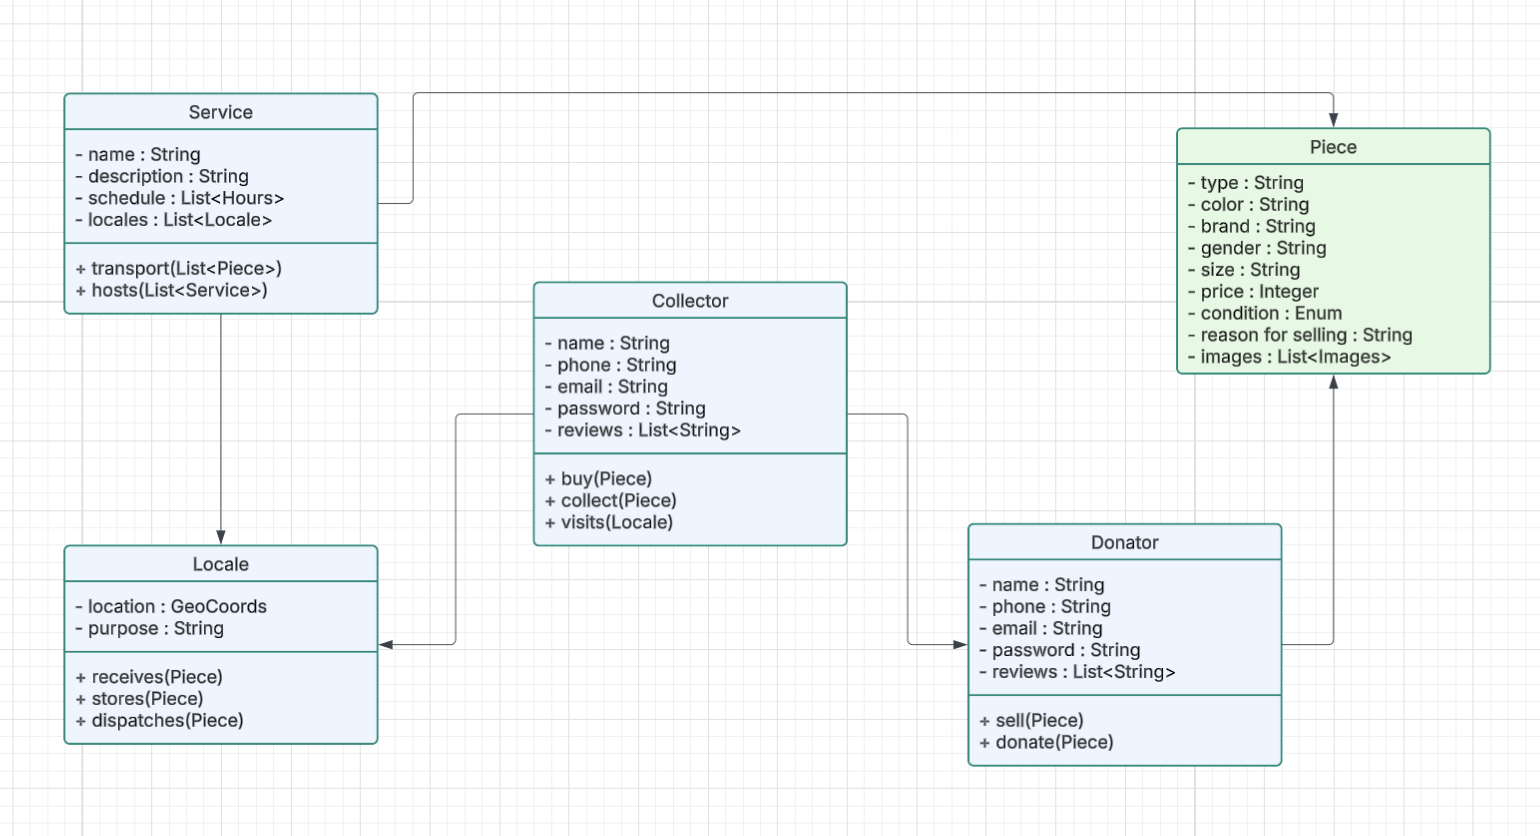 Service
- name : String
- description : String
- schedule : List<Hours>
- locales : List<Locale>
+ transport(List<Piece>)
+ hosts(List<Service>)
Piece
- type : String
- color : String
- brand : String
- gender : String
- size : String
- price : Integer
- condition : Enum
- reason for selling : String
- images : List<Images>
Collector
- name : String
- phone : String
- email : String
- password : String
- reviews : List<String>
+ buy(Piece)
+ collect(Piece)
+ visits(Locale)
Locale
- location : GeoCoords
- purpose : String
+ receives(Piece)
+ stores(Piece)
+ dispatches(Piece)
Donator
- name : String
- phone : String
- email : String
- password : String
- reviews : List<String>
+ sell(Piece)
+ donate(Piece)